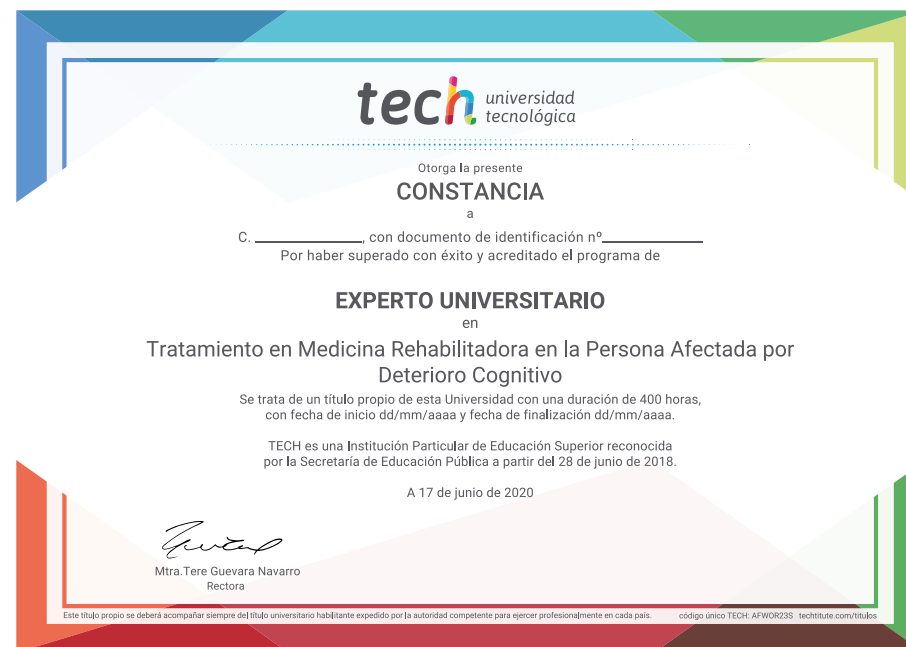 tech universidad
tecnológica
Otorga la presente
CONSTANCIA
a
C. ____________, con documento de identificación nº____________
Por haber superado con éxito y acreditado el programa de
EXPERTO UNIVERSITARIO
en
Tratamiento en Medicina Rehabilitadora en la Persona Afectada por
Deterioro Cognitivo
Se trata de un título propio de esta Universidad con una duración de 400 horas,
con fecha de inicio dd/mm/aaaa y fecha de finalización dd/mm/aaaa.
TECH es una Institución Particular de Educación Superior reconocida
por la Secretaría de Educación Pública a partir del 28 de junio de 2018.
A 17 de junio de 2020
Mtra.Tere Guevara Navarro
Rectora
Este título propio se deberá acompañar siempre del título universitario habilitante expedido por la autoridad competente para ejercer profesionalmente en cada país. código único TECH: AFWOR23S techtitute.com/titulos